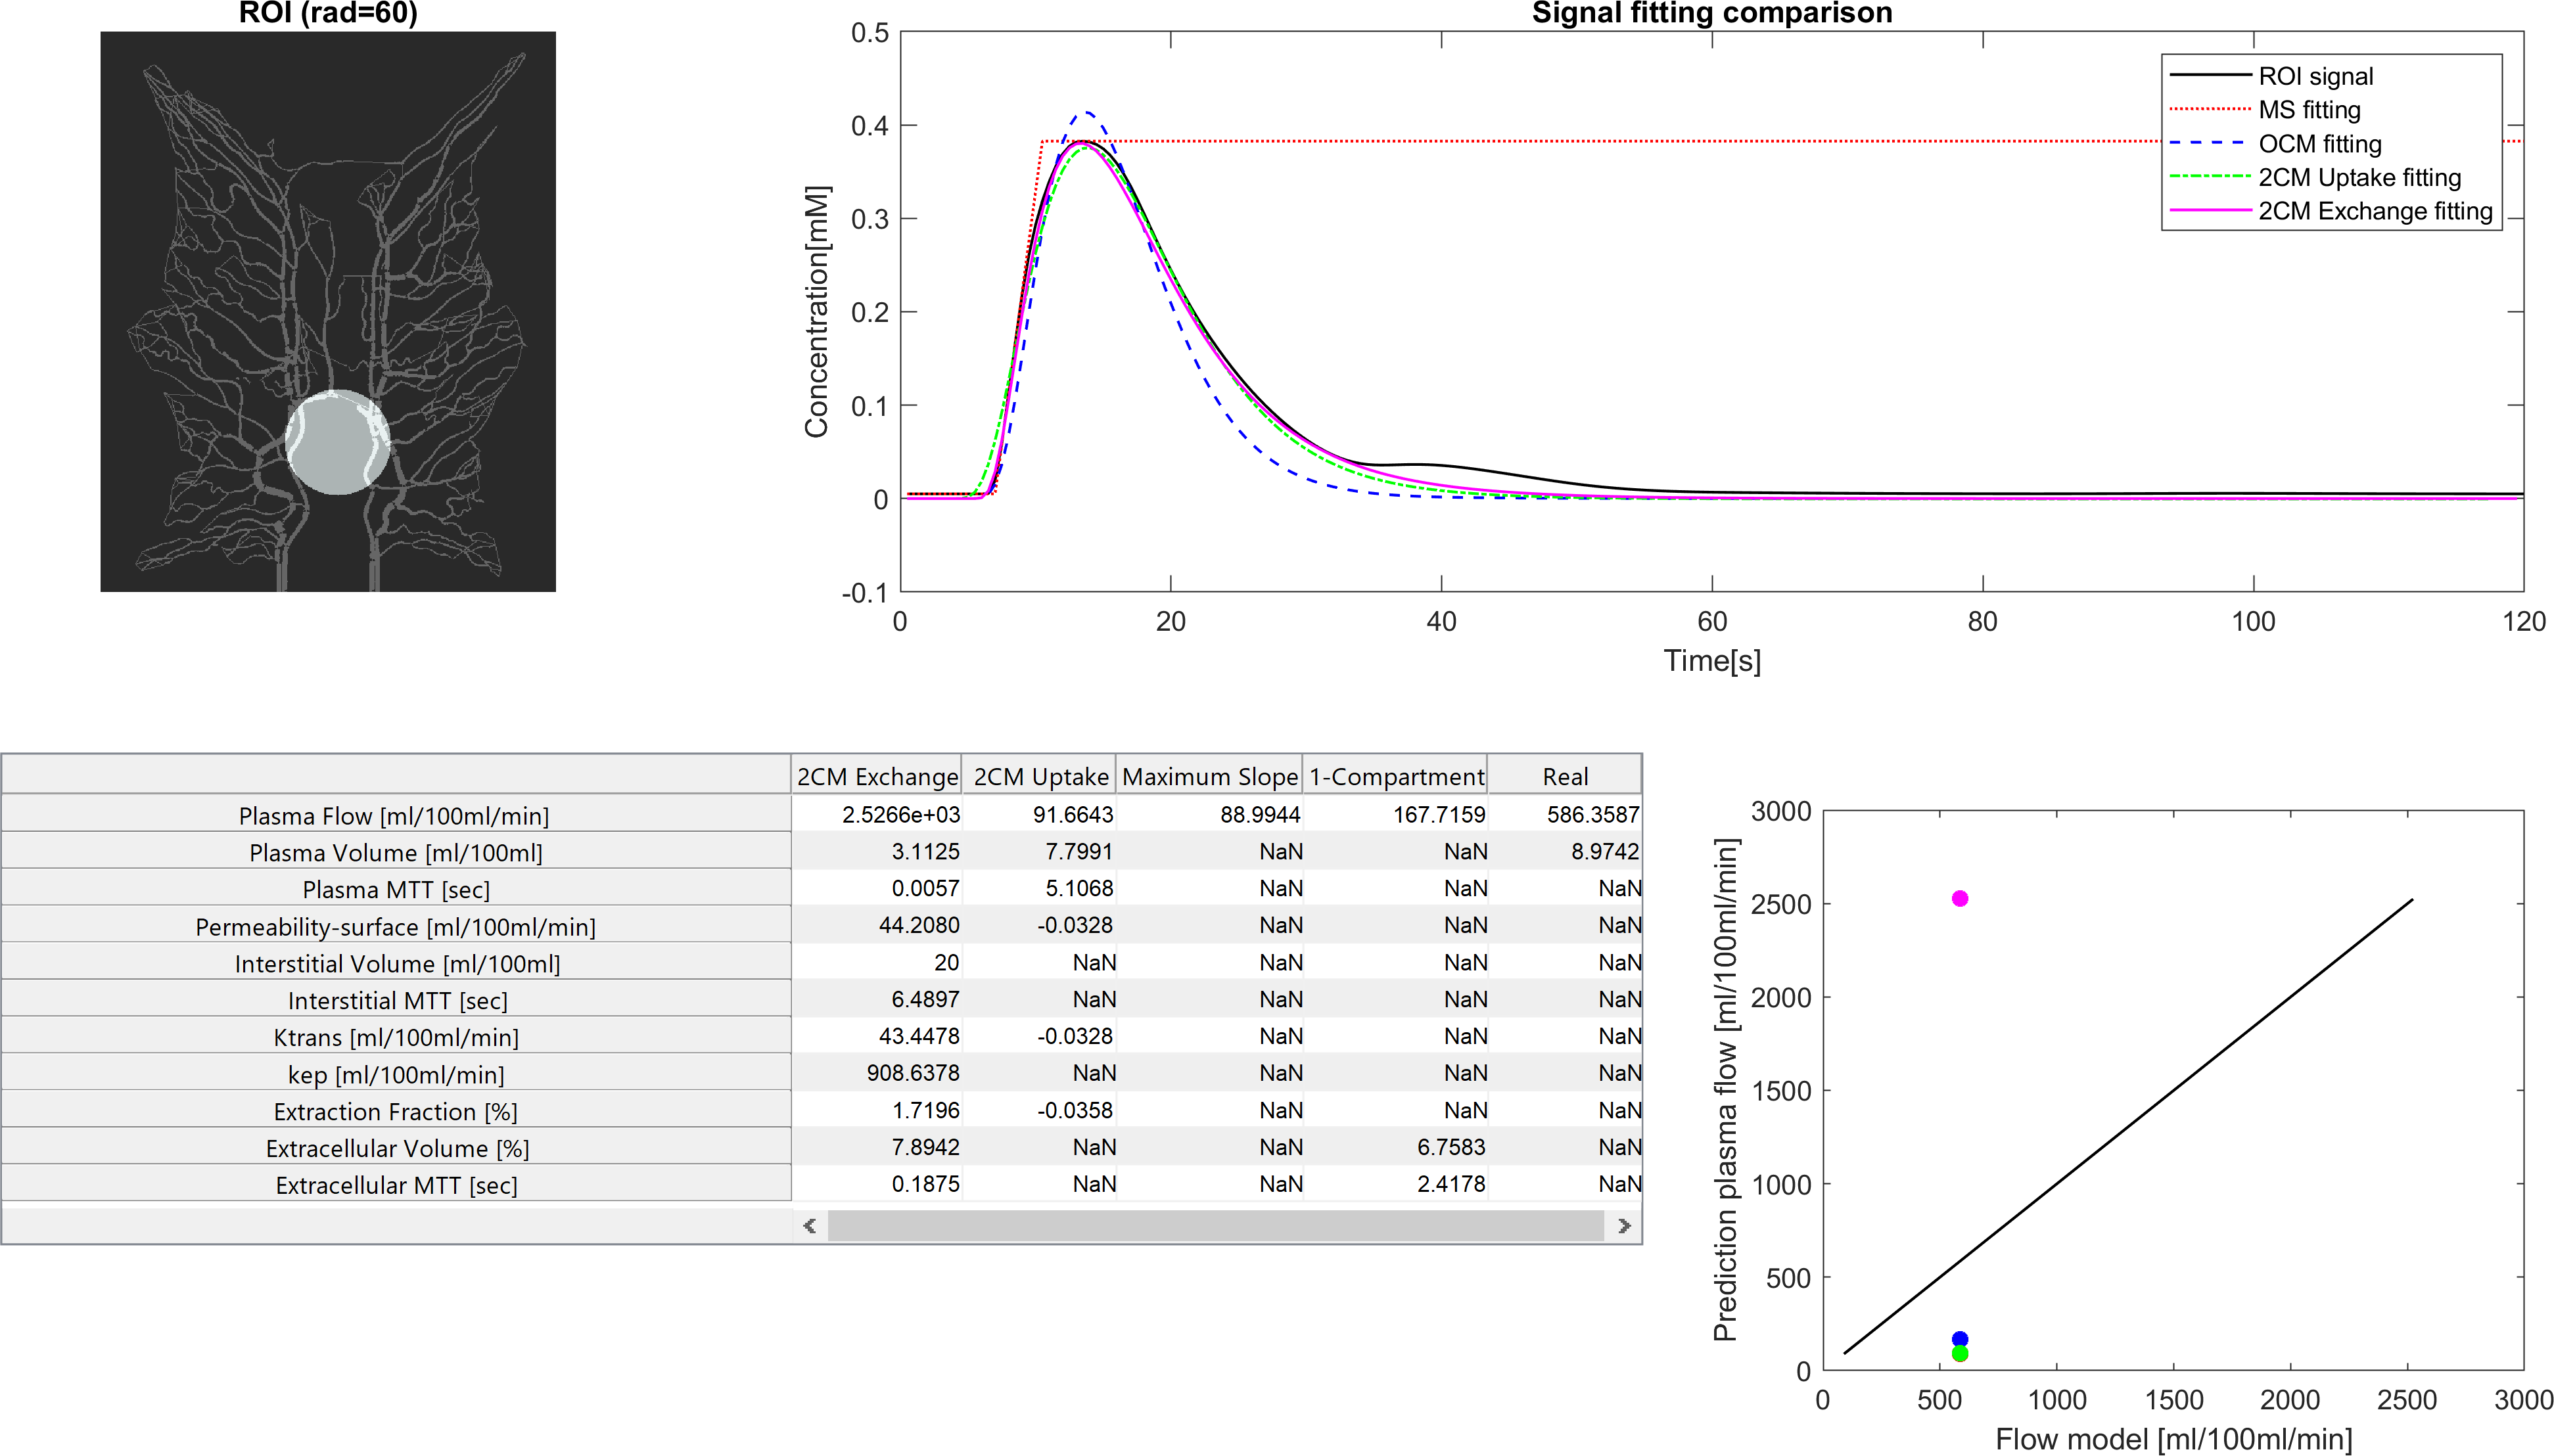 ROI (rad=60)
Signal fitting comparison
0.5
0.4
0.3
0.2
0.1
0
-0.1
Concentration[mM]
0 20 40 60 80 100 120
Time[s]
ROI signal
MS fitting
OCM fitting
2CM Uptake fitting
2CM Exchange fitting
2CM Exchange 2CM Uptake Maximum Slope 1-Compartment Real
Plasma Flow [ml/100ml/min] 2.5266e+03 91.6643 88.9944 167.7159 586.3587
Plasma Volume [ml/100ml] 3.1125 7.7991 NaN NaN 8.9742
Plasma MTT [sec] 0.0057 5.1068 NaN NaN NaN
Permeability-surface [ml/100ml/min] 44.2080 -0.0328 NaN NaN NaN
Interstitial Volume [ml/100ml] 20 NaN NaN NaN NaN
Interstitial MTT [sec] 6.4897 NaN NaN NaN NaN
Ktrans [ml/100ml/min] 43.4478 -0.0328 NaN NaN NaN
kep [ml/100ml/min] 908.6378 NaN NaN NaN NaN
Extraction Fraction [%] 1.7196 -0.0358 NaN NaN NaN
Extracellular Volume [%] 7.8942 NaN NaN 6.7583 NaN
Extracellular MTT [sec] 0.1875 NaN NaN 2.4178 NaN
3000
2500
2000
1500
1000
500
0
Prediction plasma flow [ml/100ml/min]
0 500 1000 1500 2000 2500 3000
Flow model [ml/100ml/min]